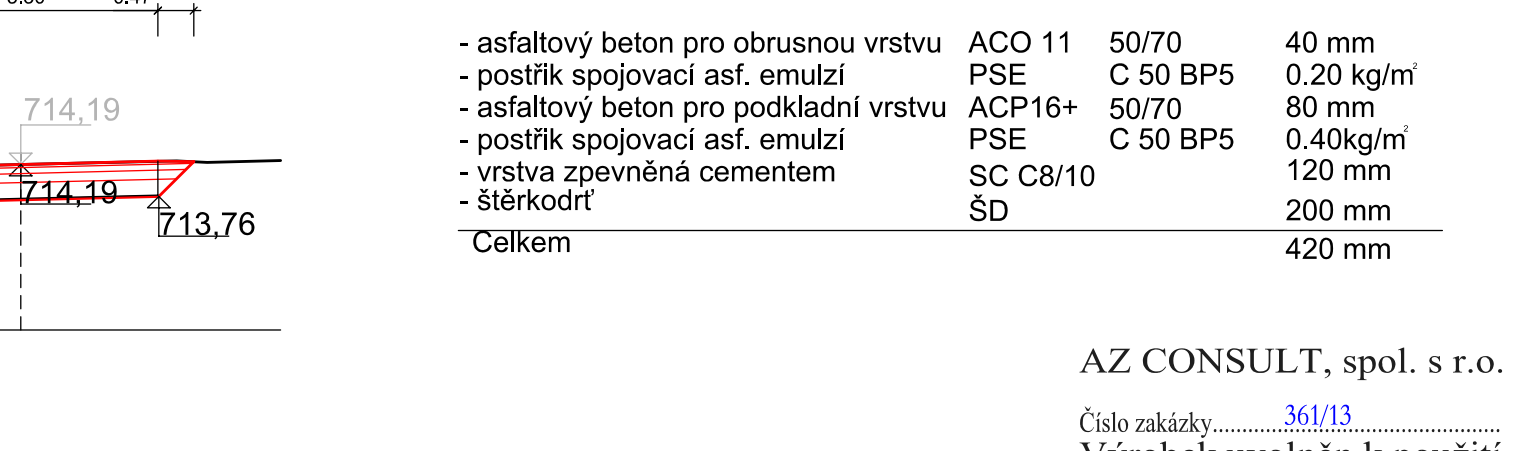 714,19
714,19
713,76
- asfaltový beton pro obrusnou vrstvu ACO 11 50/70 40 mm
- postřik spojovací asf. emulzí PSE C 50 BP5 0.20 kg/m²
- asfaltový beton pro podkladní vrstvu ACP16+ 50/70 80 mm
- postřik spojovací asf. emulzí PSE C 50 BP5 0.40kg/m²
- vrstva zpevněná cementem SC C8/10 120 mm
- štěrkodrť ŠD 200 mm
Celkem 420 mm
AZ CONSULT, spol. s r.o.
Číslo zakázky 361/13